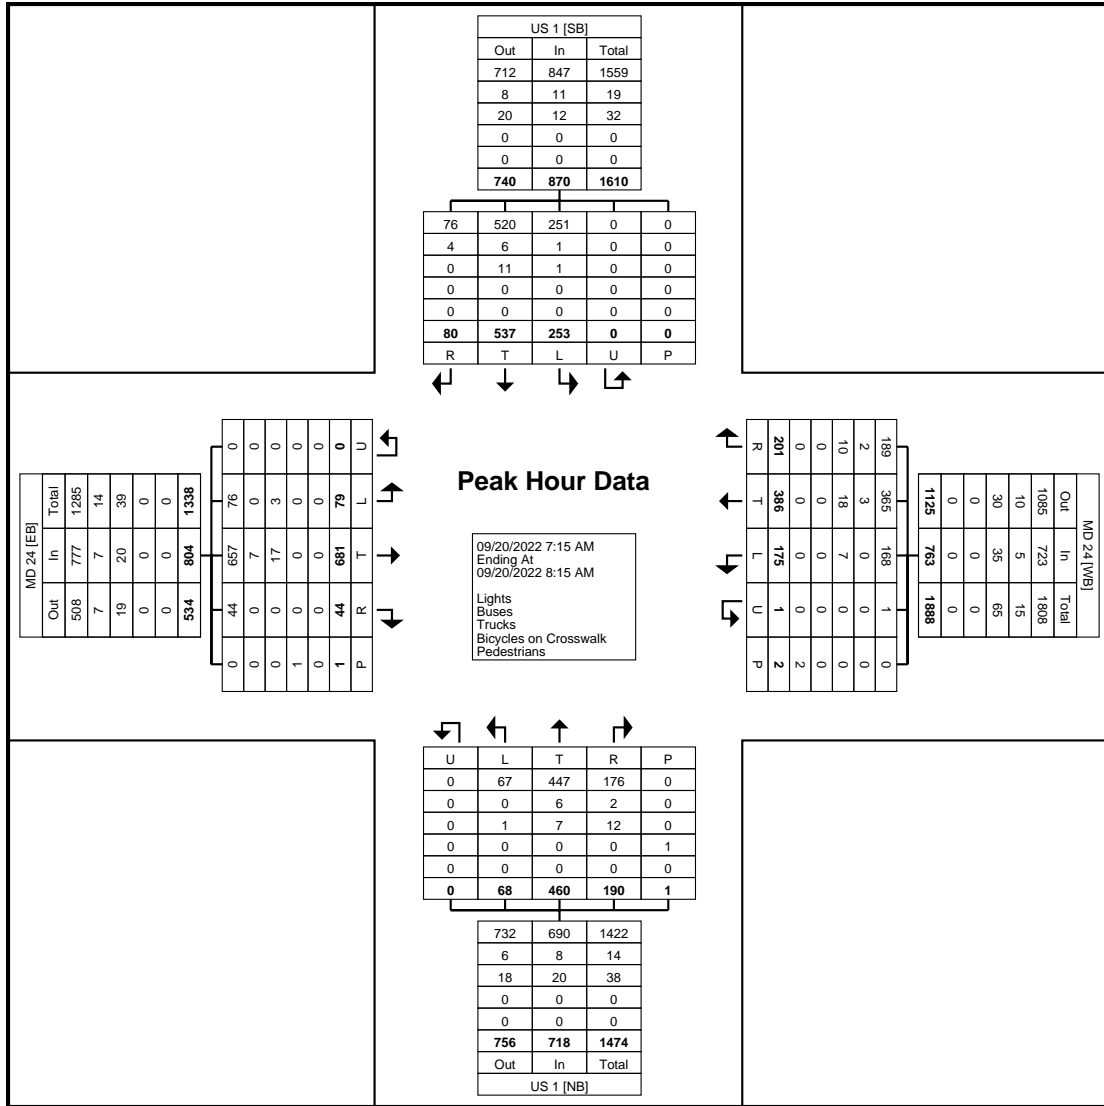 US 1 [SB]
Out In Total
712 847 1559
8 11 19
20 12 32
0 0 0
0 0 0
740 870 1610
76 520 251 0 0
4 6 1 0 0
0 11 1 0 0
0 0 0 0 0
0 0 0 0 0
80 537 253 0 0
R T L U P
MD 24 [EB]
Total 1285 14 39 0 0 1338
In 777 7 20 0 0 804
Out 508 7 19 0 0 534
0 0 0 0 0 0 U
76 0 3 0 0 79 L
657 7 17 0 0 681 T
44 0 0 0 0 44 R
0 0 0 1 0 1 P
Peak Hour Data
09/20/2022 7:15 AM
Ending At
09/20/2022 8:15 AM
Lights
Buses
Trucks
Bicycles on Crosswalk
Pedestrians
R 201 0 0 10 2 189
T 386 0 0 18 3 365
L 175 0 0 7 0 168
U 1 0 0 0 0 1
P 2 2 0 0 0 0
1125 0 0 30 10 1085 Out
763 0 0 35 5 723 In
1888 0 0 65 15 1808 Total
MD 24 [WB]
U L T R P
0 67 447 176 0
0 0 6 2 0
0 1 7 12 0
0 0 0 0 1
0 0 0 0 0
0 68 460 190 1
732 690 1422
6 8 14
18 20 38
0 0 0
0 0 0
756 718 1474
Out In Total
US 1 [NB]